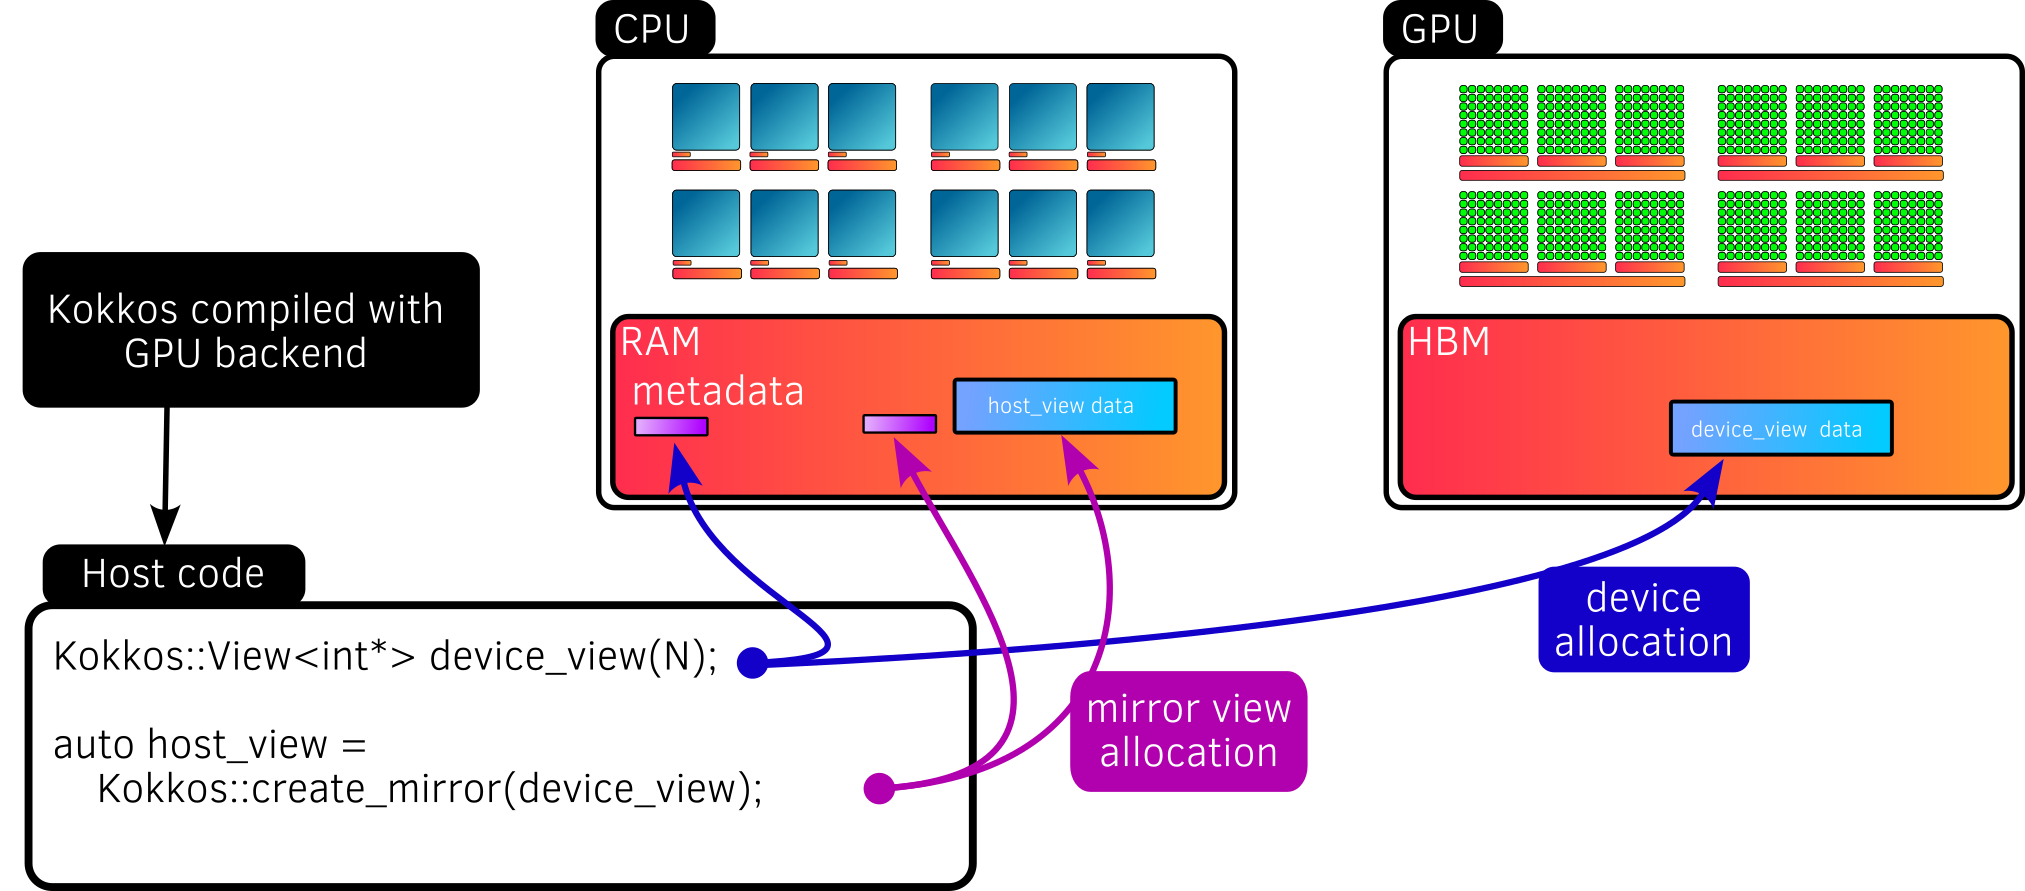 CPU
GPU
RAM
metadata
host_view data
HBM
device_view  data
Kokkos compiled with
GPU backend
Host code
Kokkos::View<int*> device_view(N);
auto host_view =
    Kokkos::create_mirror(device_view);
device
allocation
mirror view
allocation